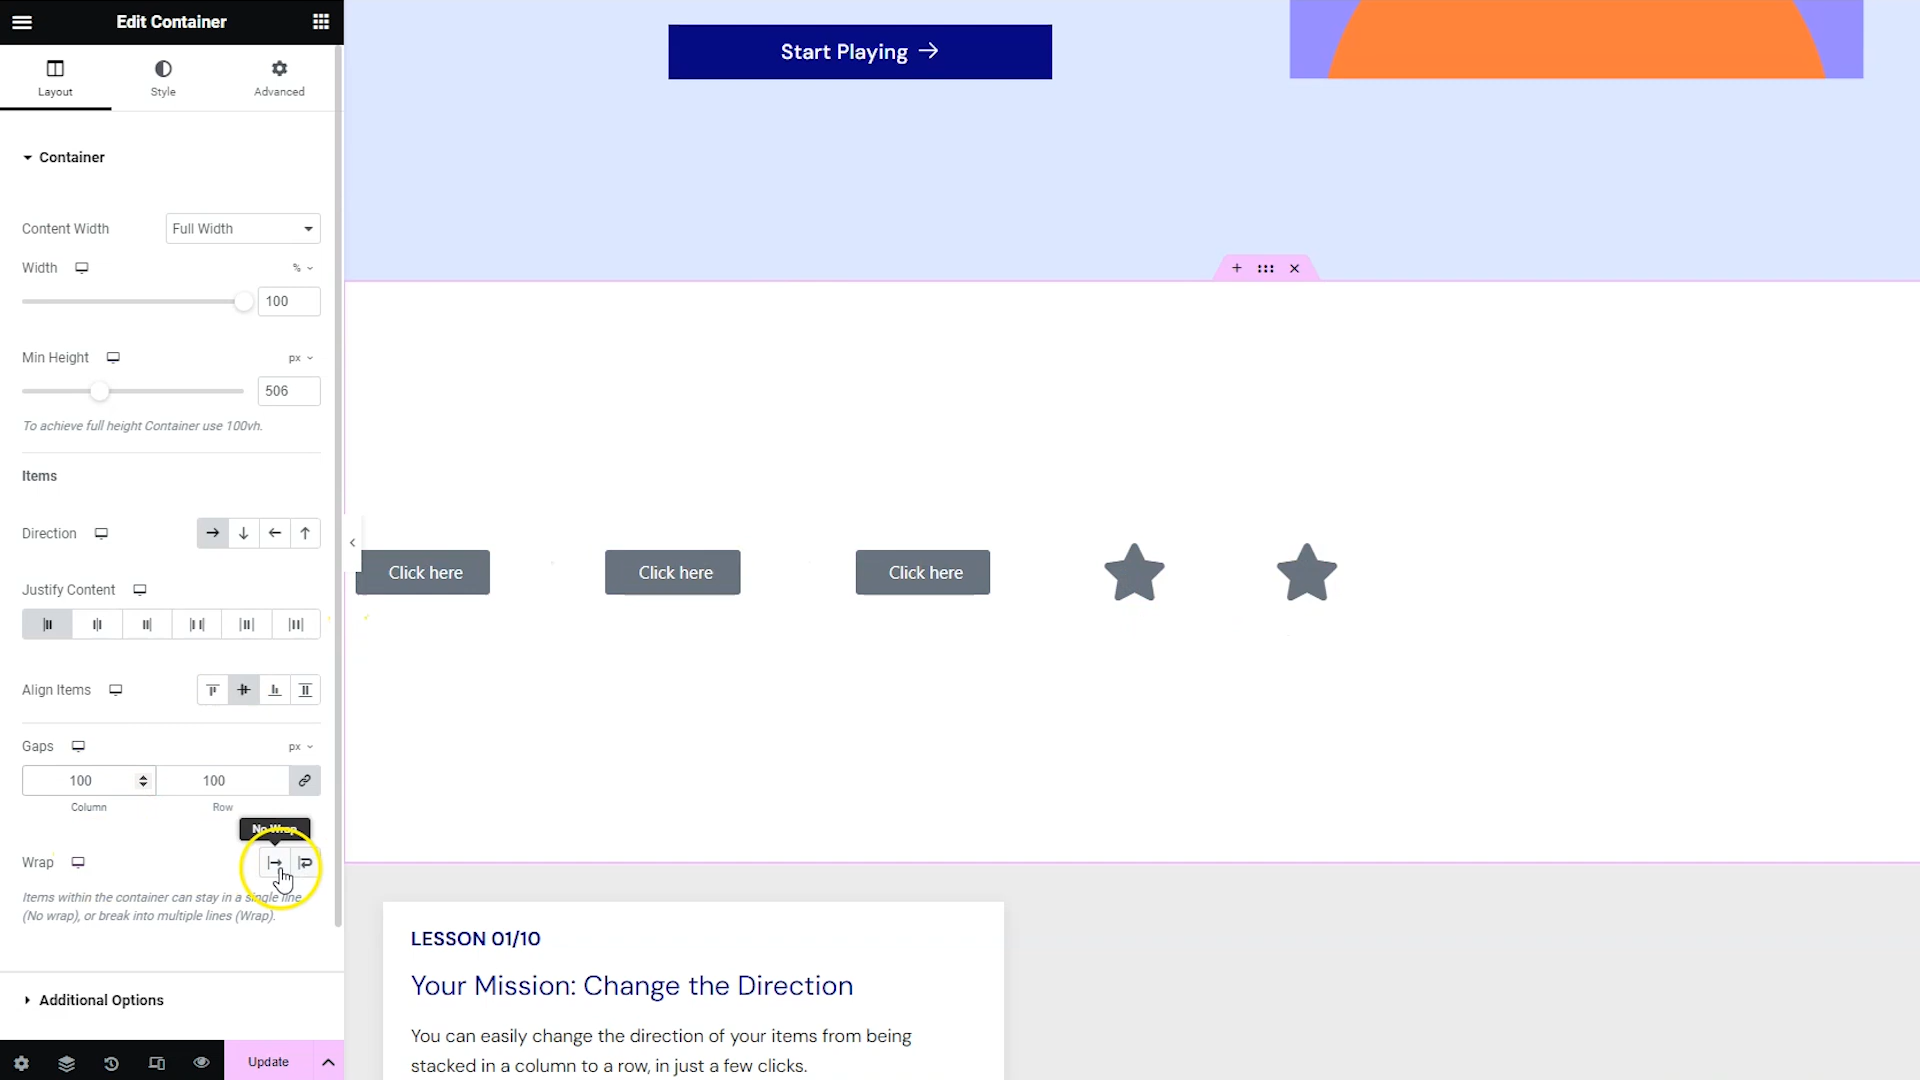 Edit Container
Layout
Style
Advanced
Container
Content Width
Full Width
Width
%
100
Min Height
px
506
To achieve full height Container use 100vh.
Items
Direction
Justify Content
Align Items
Gaps
px
100
100
Column
Row
No Wrap
Wrap
Items within the container can stay in a single line
(No wrap), or break into multiple lines (Wrap).
Additional Options
Update
Start Playing
Click here
Click here
Click here
LESSON 01/10
Your Mission: Change the Direction
You can easily change the direction of your items from being
stacked in a column to a row, in just a few clicks.